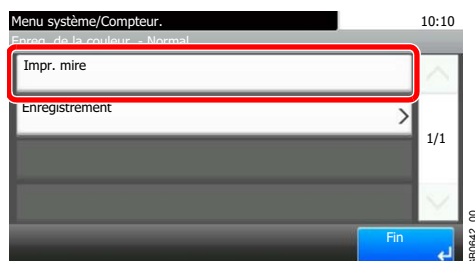 Menu système/Compteur.
10:10
Enreg. de la couleur. - Normal
Impr. mire
Enregistrement
1/1
Fin